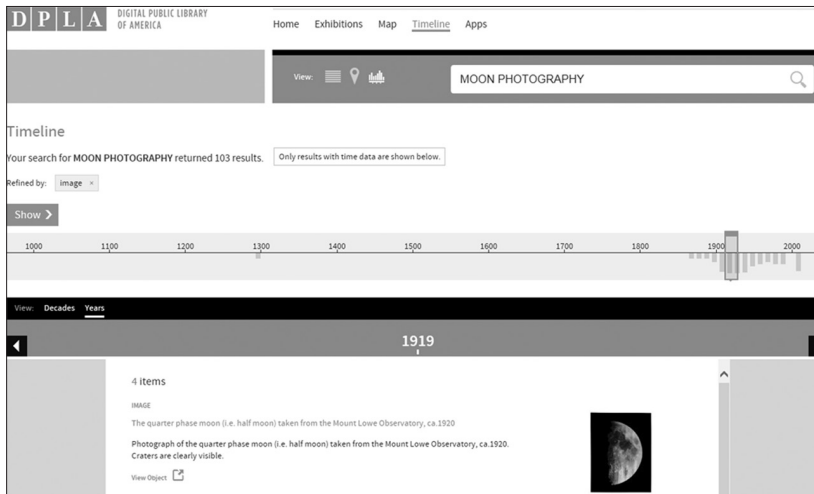 DPLA DIGITAL PUBLIC LIBRARY
OF AMERICA
Home Exhibitions Map Timeline Apps
View: MOON PHOTOGRAPHY
Timeline
Your search for MOON PHOTOGRAPHY returned 103 results. Only results with time data are shown below.
Refined by: image ×
Show
1000 1100 1200 1300 1400 1500 1600 1700 1800 1900 2000
View: Decades Years
1919
4 items
IMAGE
The quarter phase moon (i.e. half moon) taken from the Mount Lowe Observatory, ca.1920
Photograph of the quarter phase moon (i.e. half moon) taken from the Mount Lowe Observatory, ca.1920.
Craters are clearly visible.
View Object